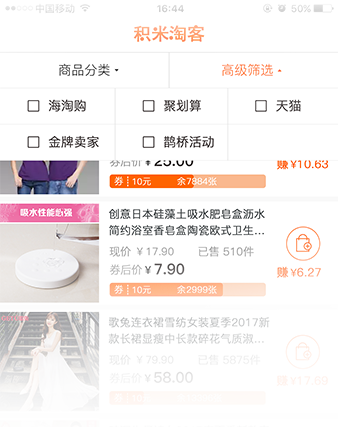 中国移动
16:44
50%
积米淘客
商品分类
高级筛选
海淘购
聚划算
天猫
金牌卖家
鹊桥活动
券后价 ¥ 25.00
赚 ¥10.63
券 10元 余7884张
吸水性能必强
创意日本硅藻土吸水肥皂盒沥水
简约浴室香皂盒陶瓷欧式卫生...
现价 ¥ 17.90 已售 510件
券后价 ¥ 7.90
赚 ¥6.27
券 10元 余2999张
歌兔连衣裙雪纺女装夏季2017新
款长裙显瘦中长款碎花气质淑...
现价 ¥ 79.90 已售 5875件
券后价 ¥ 58.00
赚 ¥17.69